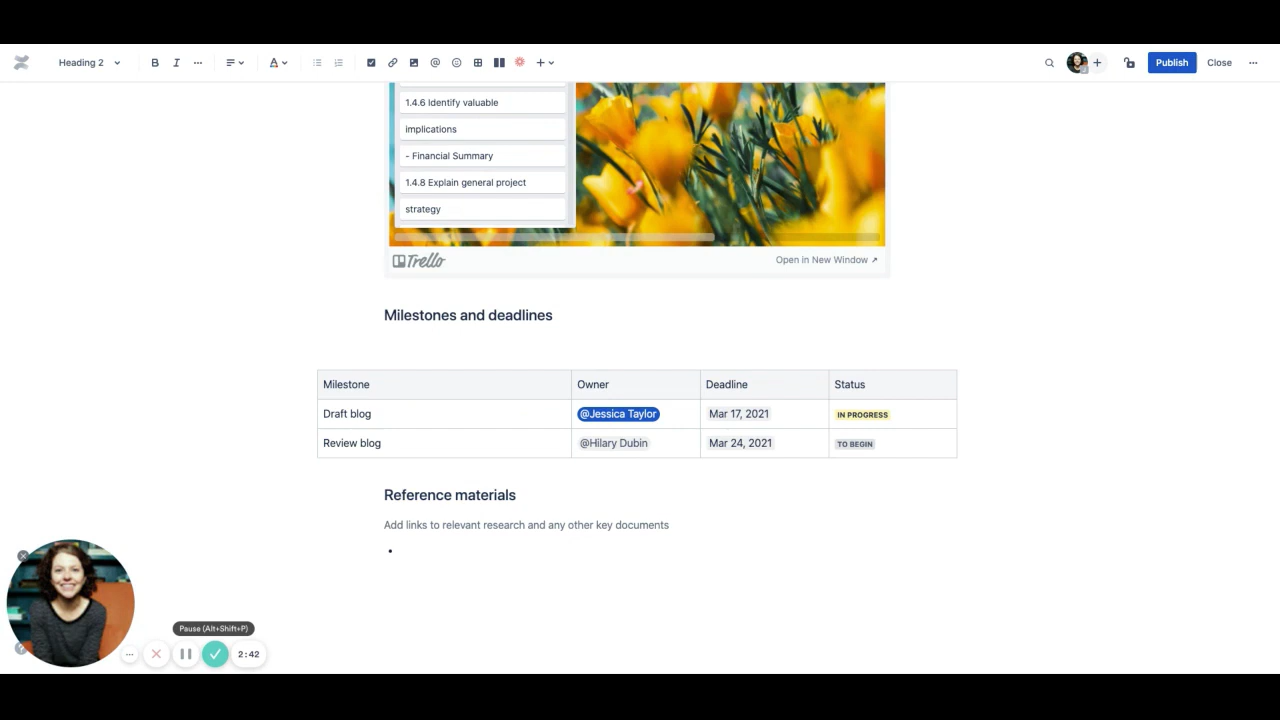 Heading 2
Publish
Close
1.4.6 Identify valuable
implications
- Financial Summary
1.4.8 Explain general project
strategy
Trello
Open in New Window ↗
Milestones and deadlines
Milestone Owner Deadline Status
Draft blog @Jessica Taylor Mar 17, 2021 IN PROGRESS
Review blog @Hilary Dubin Mar 24, 2021 TO BEGIN
Reference materials
Add links to relevant research and any other key documents
•
Pause (Alt+Shift+P)
2:42